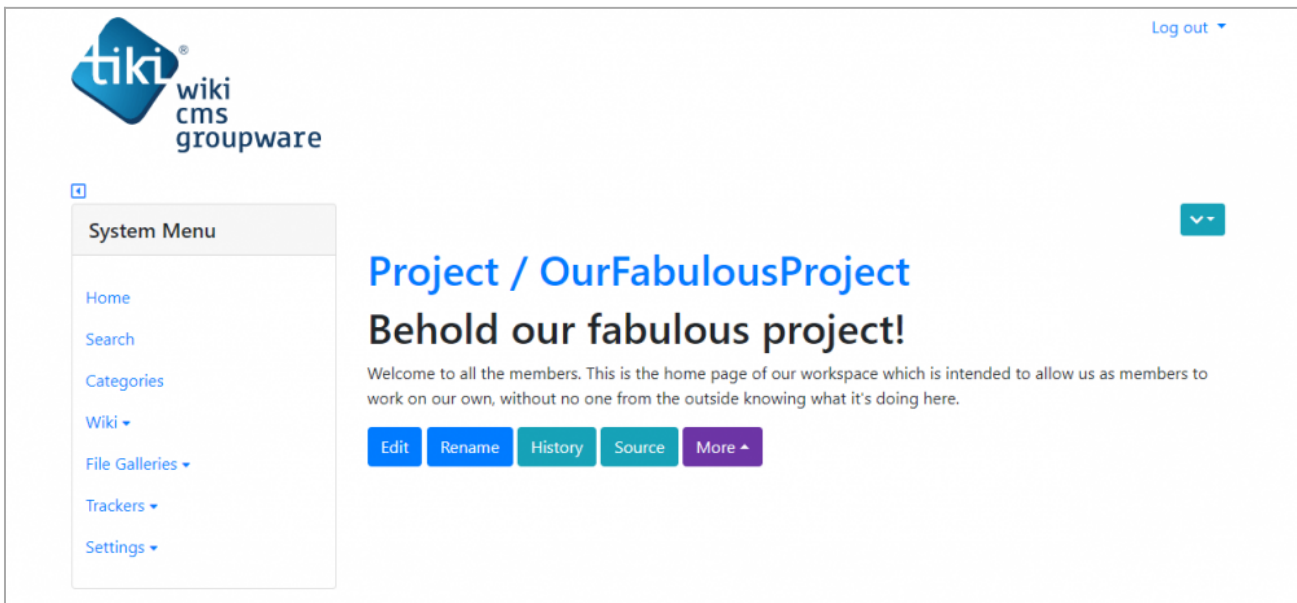 Log out
tiki®
wiki
cms
groupware
System Menu
Home
Search
Categories
Wiki
File Galleries
Trackers
Settings
Project / OurFabulousProject
Behold our fabulous project!
Welcome to all the members. This is the home page of our workspace which is intended to allow us as members to
work on our own, without no one from the outside knowing what it's doing here.
Edit Rename History Source More